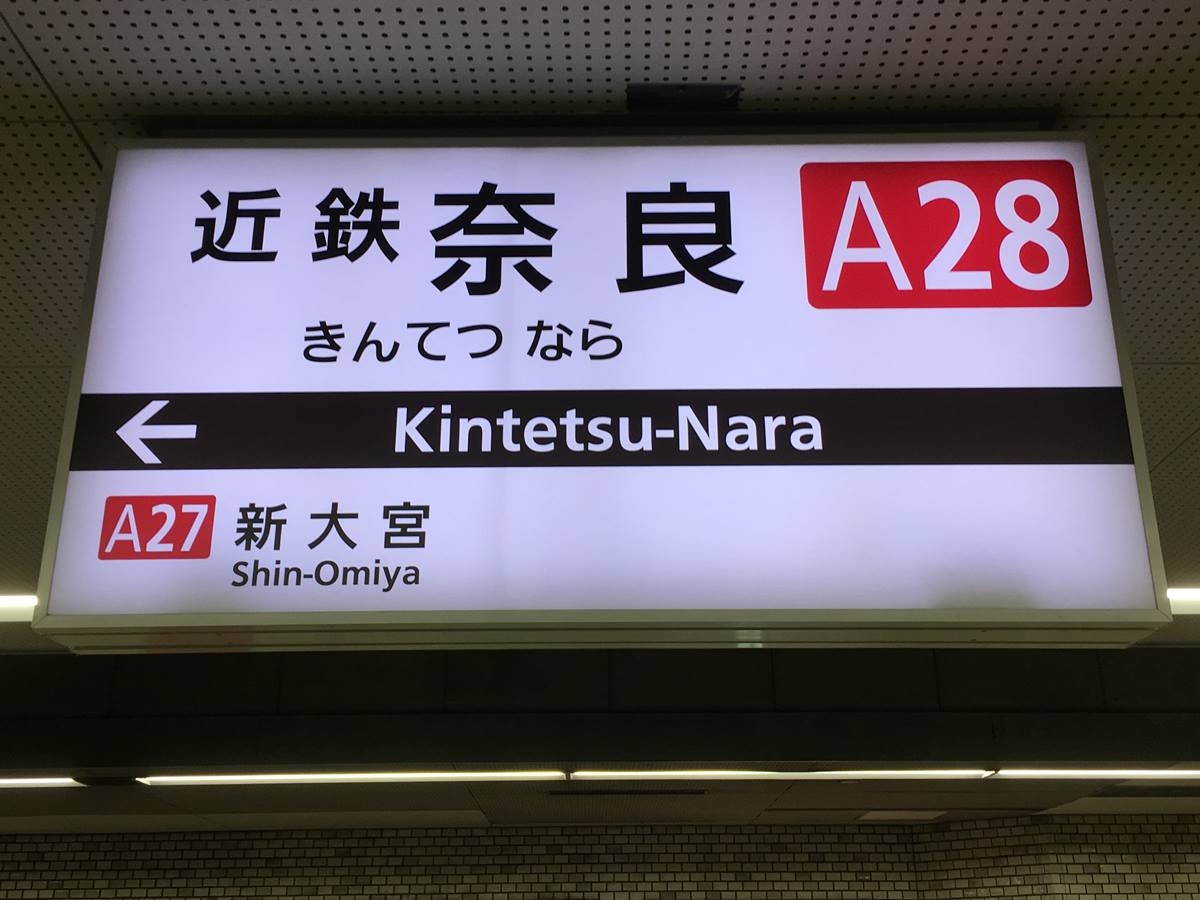 近鉄奈良 A28
きんてつ なら
← Kintetsu-Nara
A27 新大宮
Shin-Omiya